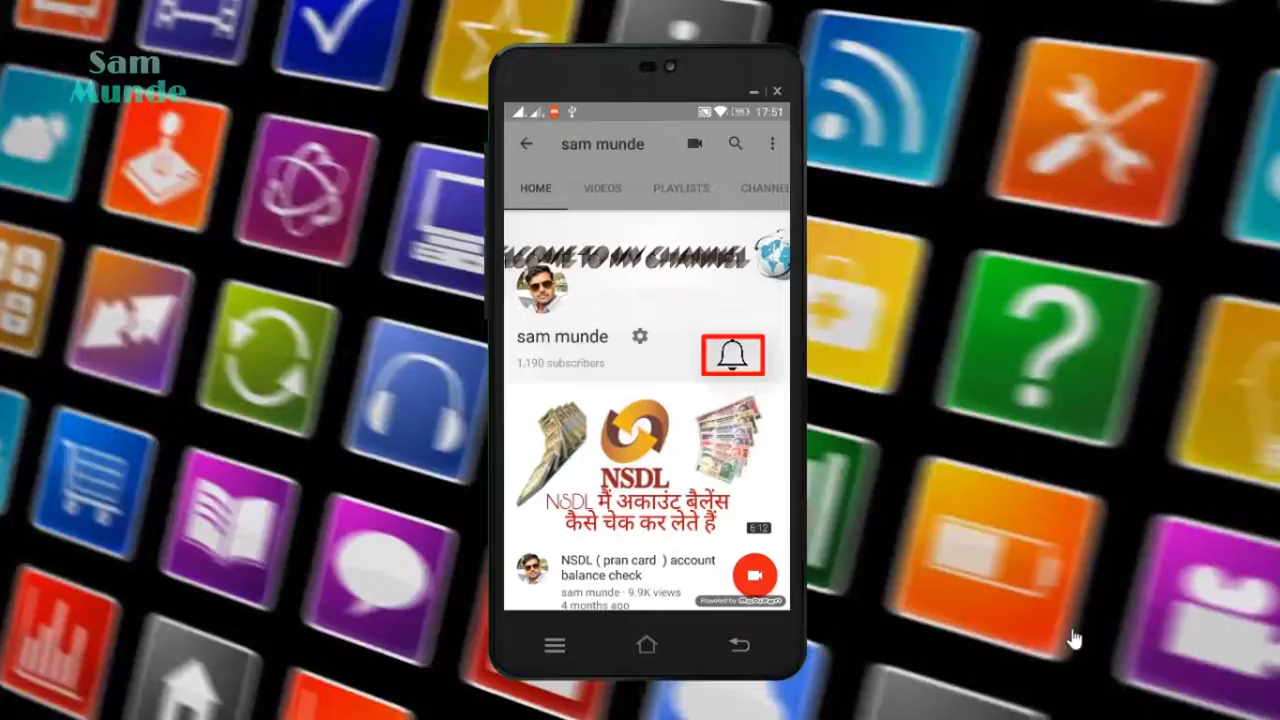 Sam
Munde
17:51
sam munde
HOME VIDEOS PLAYLISTS CHANNEL
ELCOME TO MY CHANNEL
sam munde
1,190 subscribers
NSDL
NSDL मैं अकाउंट बैलेंस
कैसे चेक कर लेते हैं
6:12
NSDL ( pran card ) account
balance check
sam munde · 9.9K views
4 months ago
Powered by